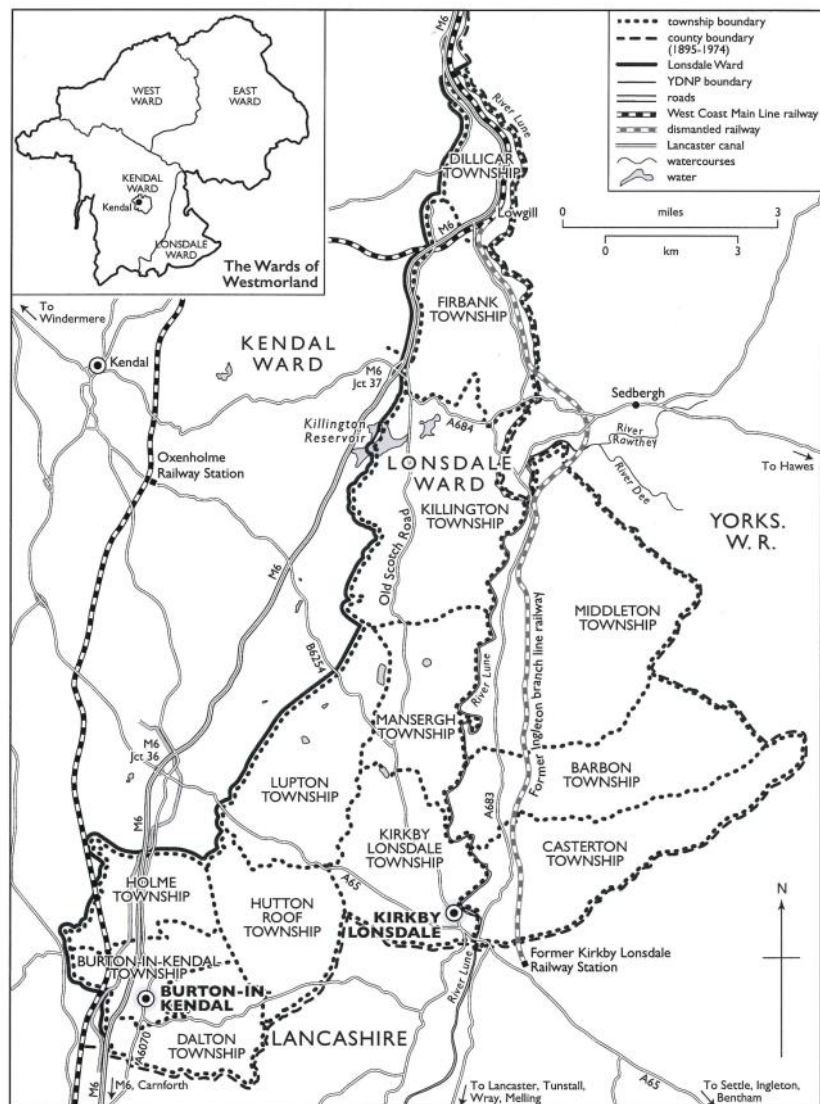 WEST
WARD
EAST
WARD
KENDAL
WARD
Kendal
LONSDALE
WARD
The Wards of
Westmorland
township boundary
county boundary
(1895-1974)
Lonsdale Ward
YDNP boundary
roads
West Coast Main Line railway
dismantled railway
Lancaster canal
watercourses
water
0 miles 3
0 km 3
M6
River Lune
DILLICAR
TOWNSHIP
Lowgill
M6
FIRBANK
TOWNSHIP
To
Windermere
Kendal
KENDAL
WARD
M6
Jct 37
Sedbergh
A684
River
Rawthey
Killington
Reservoir
River Dee
To Hawes
Oxenholme
Railway Station
LONSDALE
WARD
KILLINGTON
TOWNSHIP
YORKS.
W. R.
Old Scotch Road
M6
MIDDLETON
TOWNSHIP
B6254
River Lune
Former Ingleton branch line railway
MANSERGH
TOWNSHIP
M6
Jct 36
LUPTON
TOWNSHIP
BARBON
TOWNSHIP
A683
M6
KIRKBY
LONSDALE
TOWNSHIP
CASTERTON
TOWNSHIP
HOLME
TOWNSHIP
A65
HUTTON
ROOF
TOWNSHIP
KIRKBY
LONSDALE
N
BURTON-IN-KENDAL
TOWNSHIP
Former Kirkby Lonsdale
Railway Station
River Lune
BURTON-IN-
KENDAL
LANCASHIRE
DALTON
TOWNSHIP
A6070
A65
M6
M6, Carnforth
To Lancaster, Tunstall,
Wray, Melling
To Settle, Ingleton,
Bentham